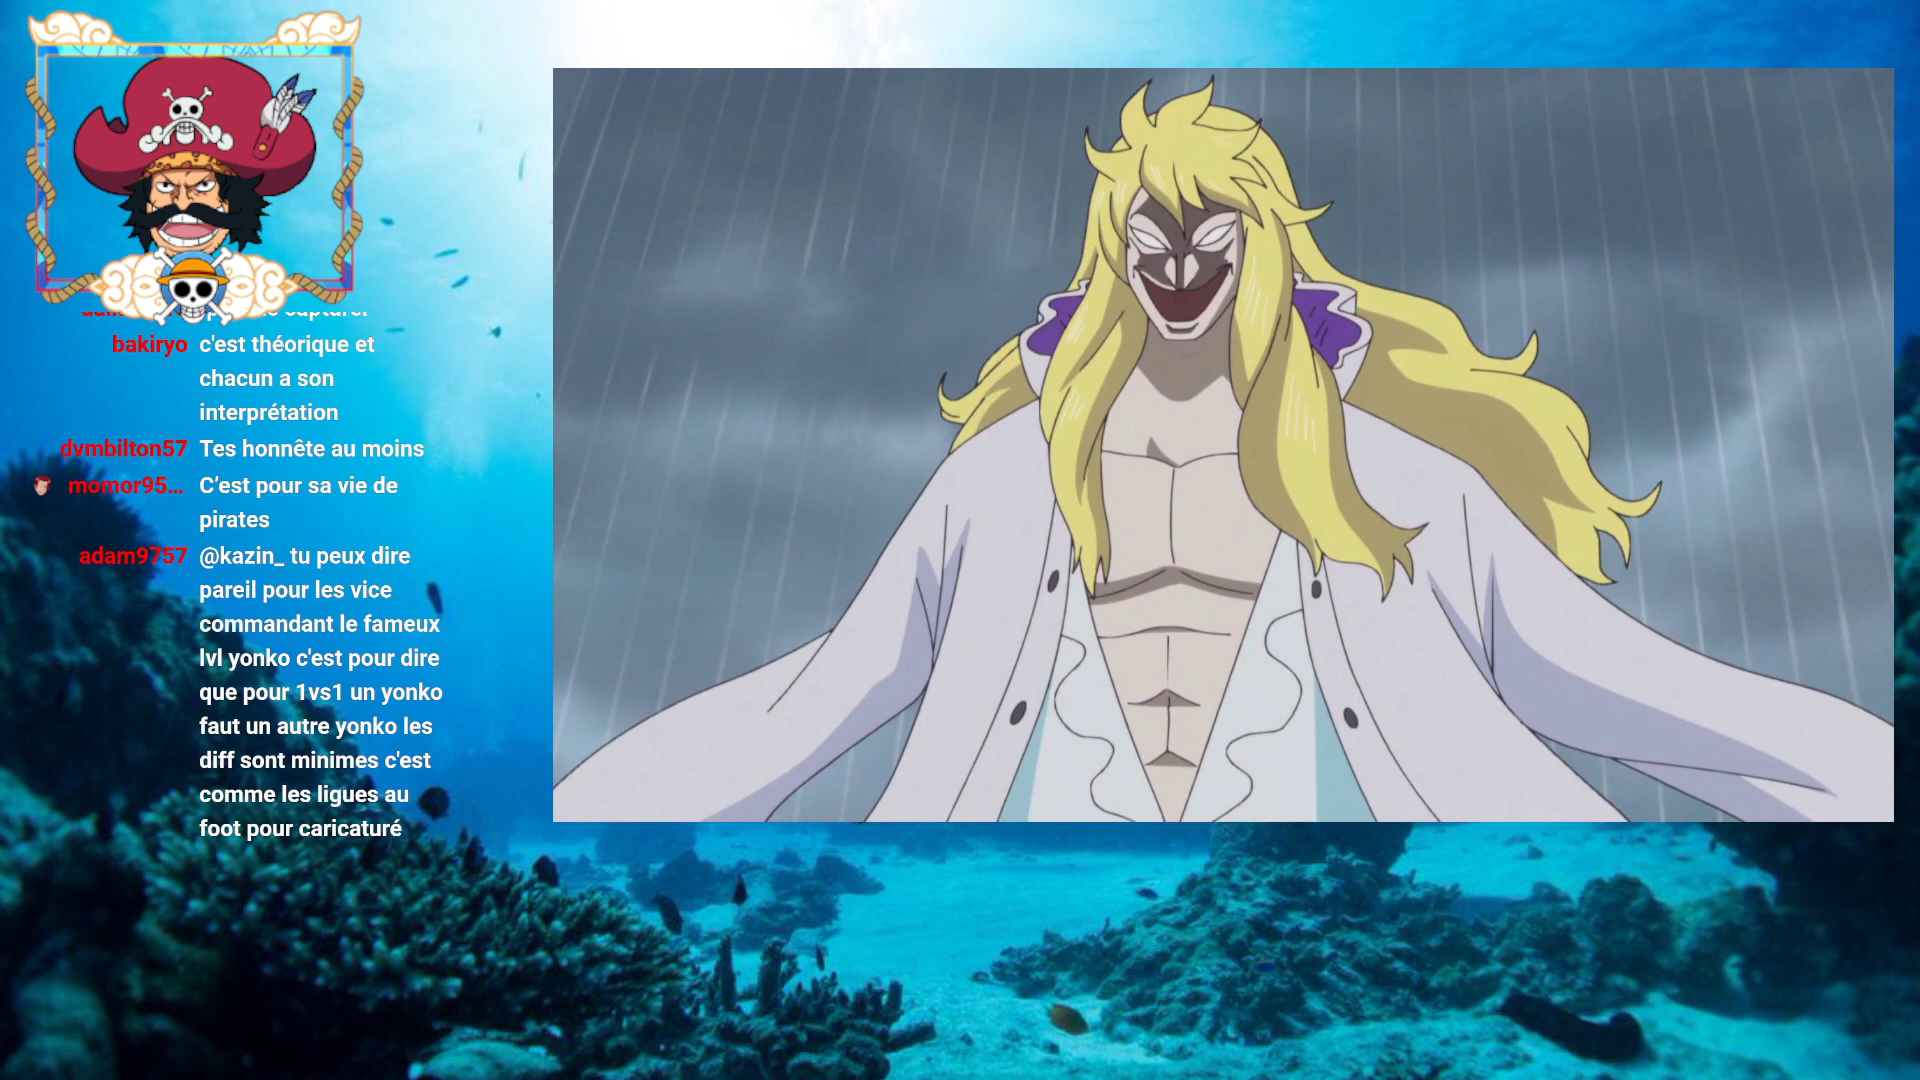 capturer
bakiryo c'est théorique et
chacun a son
interprétation
dvmbilton57 Tes honnête au moins
momor95... C’est pour sa vie de
pirates
adam9757 @kazin_ tu peux dire
pareil pour les vice
commandant le fameux
lvl yonko c'est pour dire
que pour 1vs1 un yonko
faut un autre yonko les
diff sont minimes c'est
comme les ligues au
foot pour caricaturé